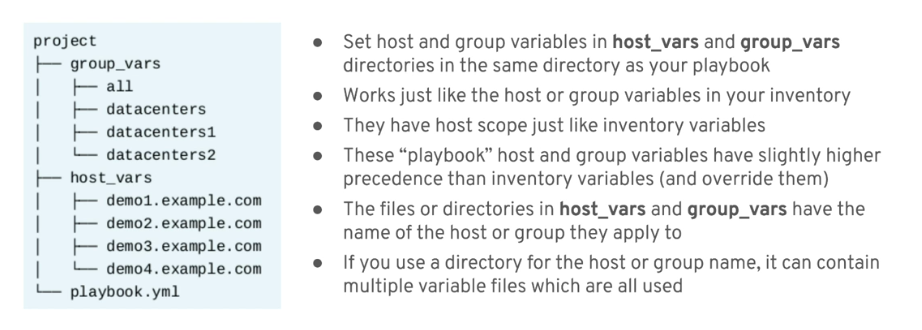 project
├── group_vars
│   ├── all
│   ├── datacenters
│   ├── datacenters1
│   └── datacenters2
├── host_vars
│   ├── demo1.example.com
│   ├── demo2.example.com
│   ├── demo3.example.com
│   └── demo4.example.com
└── playbook.yml
● Set host and group variables in host_vars and group_vars
directories in the same directory as your playbook
● Works just like the host or group variables in your inventory
● They have host scope just like inventory variables
● These “playbook” host and group variables have slightly higher
precedence than inventory variables (and override them)
● The files or directories in host_vars and group_vars have the
name of the host or group they apply to
● If you use a directory for the host or group name, it can contain
multiple variable files which are all used